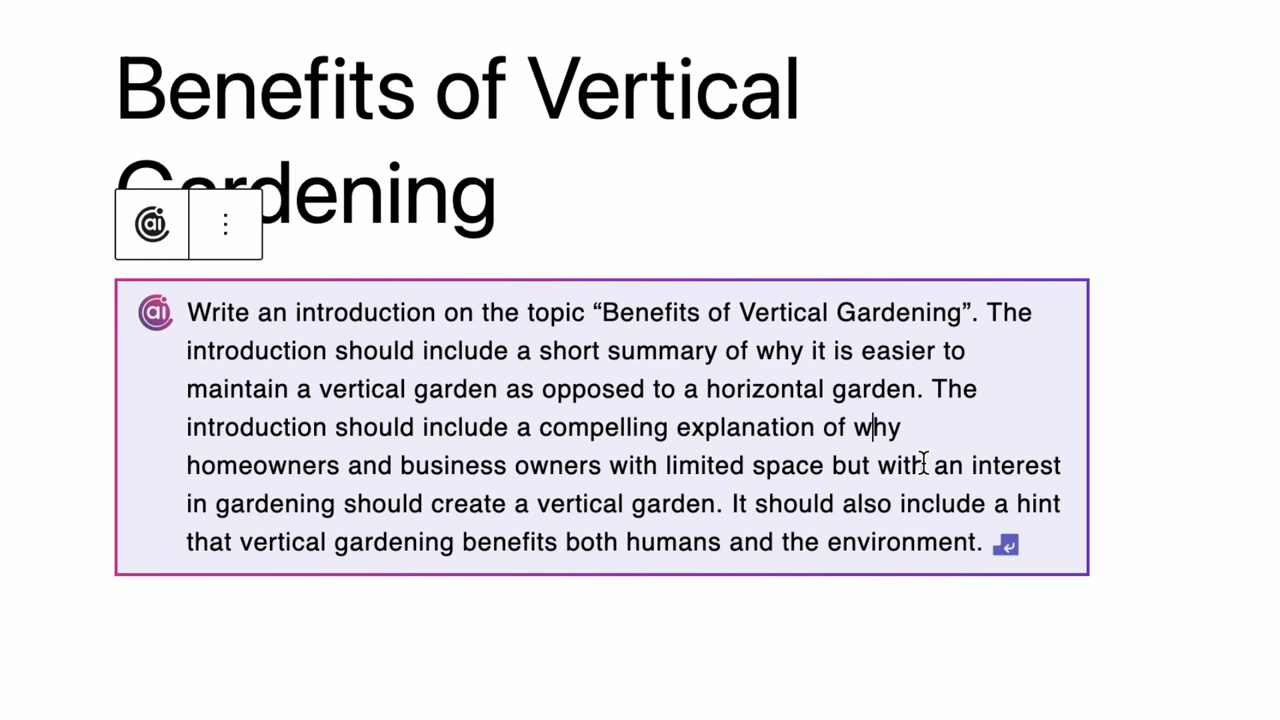 Benefits of Vertical
Gardening
ai
ai Write an introduction on the topic “Benefits of Vertical Gardening”. The
introduction should include a short summary of why it is easier to
maintain a vertical garden as opposed to a horizontal garden. The
introduction should include a compelling explanation of why
homeowners and business owners with limited space but with an interest
in gardening should create a vertical garden. It should also include a hint
that vertical gardening benefits both humans and the environment.